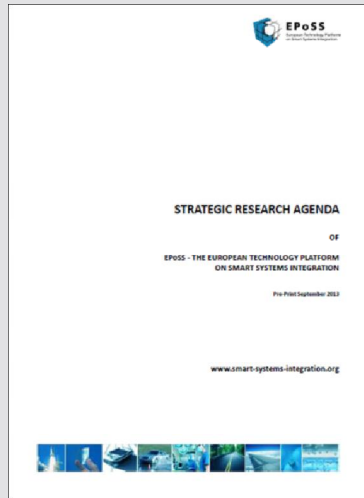 EPoSS
European Technology Platform
on Smart Systems Integration
STRATEGIC RESEARCH AGENDA
OF
EPoSS - THE EUROPEAN TECHNOLOGY PLATFORM
ON SMART SYSTEMS INTEGRATION
Pre-Print September 2013
www.smart-systems-integration.org